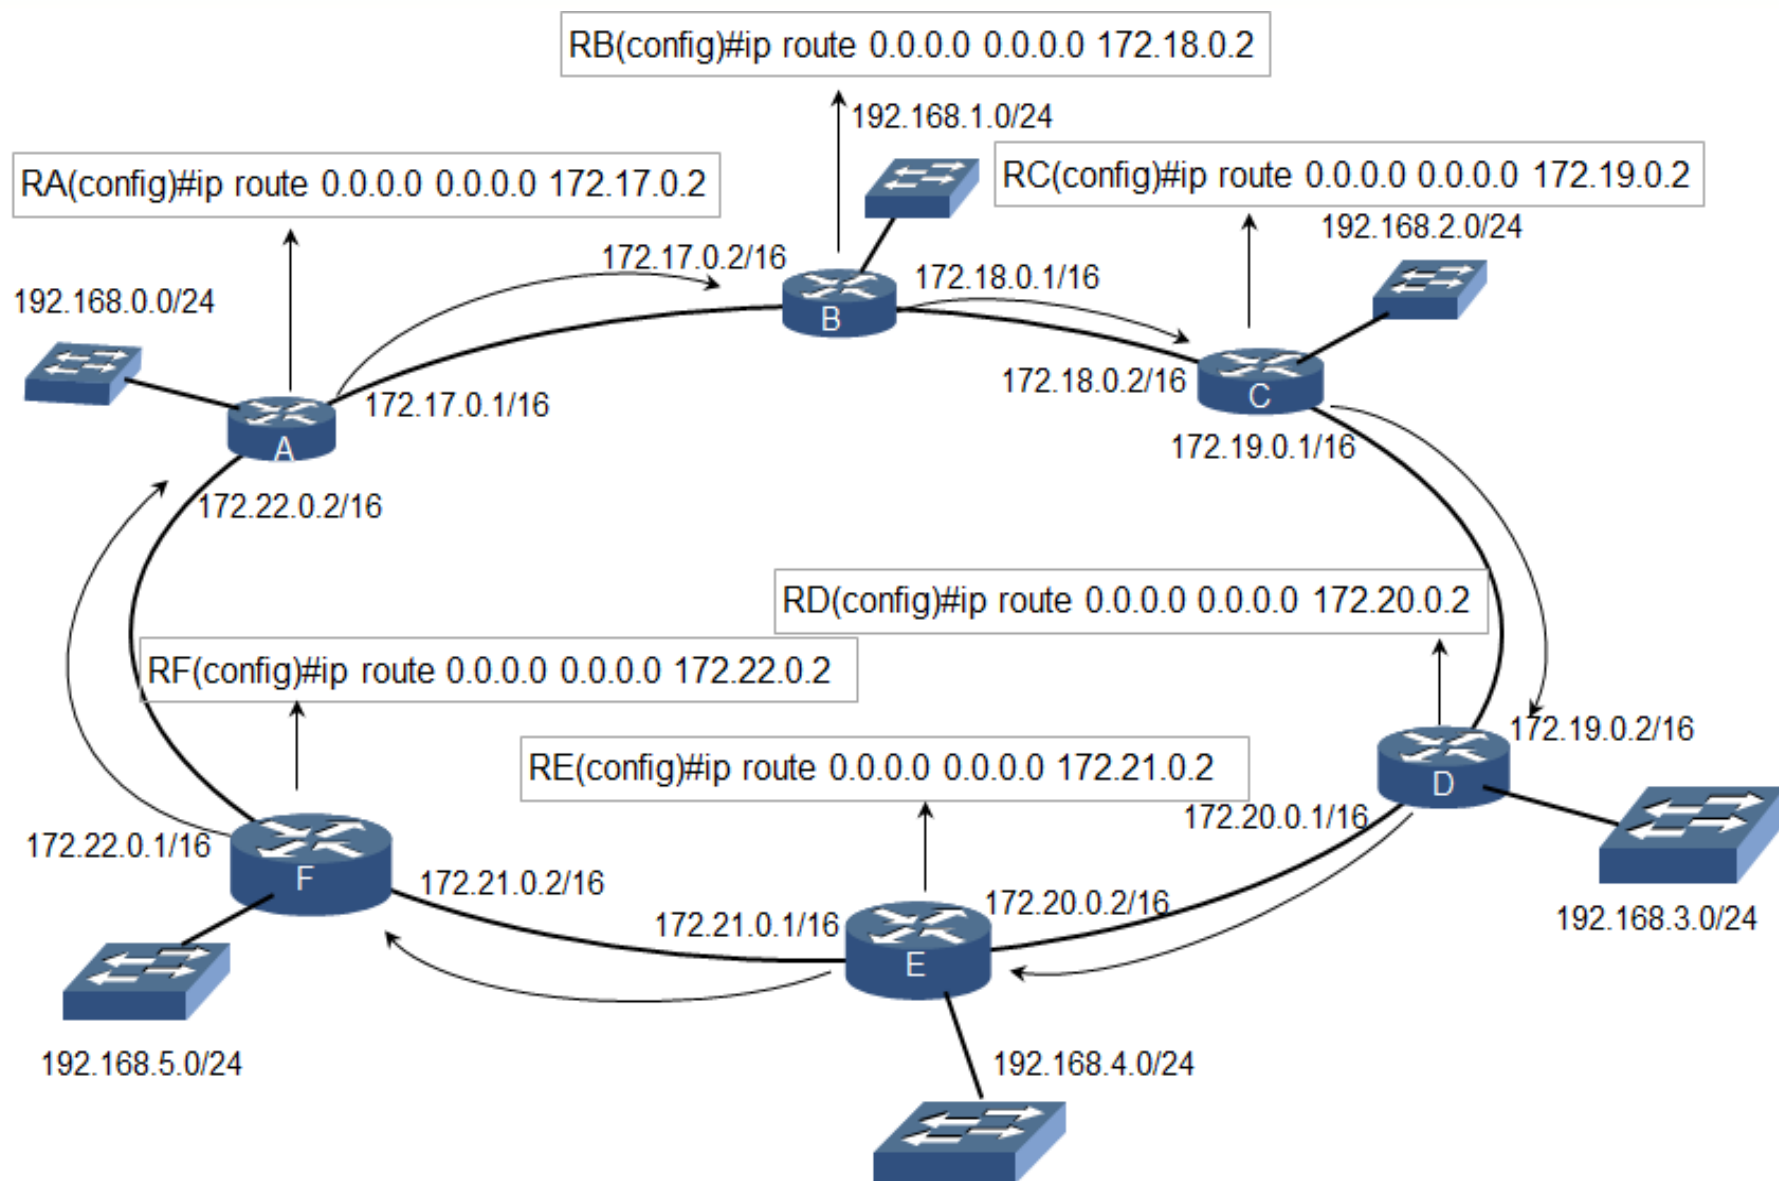 RB(config)#ip route 0.0.0.0 0.0.0.0 172.18.0.2
192.168.1.0/24
RA(config)#ip route 0.0.0.0 0.0.0.0 172.17.0.2
RC(config)#ip route 0.0.0.0 0.0.0.0 172.19.0.2
192.168.2.0/24
172.17.0.2/16
172.18.0.1/16
192.168.0.0/24
B
172.18.0.2/16
C
172.17.0.1/16
A
172.19.0.1/16
172.22.0.2/16
RD(config)#ip route 0.0.0.0 0.0.0.0 172.20.0.2
RF(config)#ip route 0.0.0.0 0.0.0.0 172.22.0.2
172.19.0.2/16
RE(config)#ip route 0.0.0.0 0.0.0.0 172.21.0.2
D
172.20.0.1/16
172.22.0.1/16
F
172.21.0.2/16
172.20.0.2/16
172.21.0.1/16
192.168.3.0/24
E
192.168.5.0/24
192.168.4.0/24